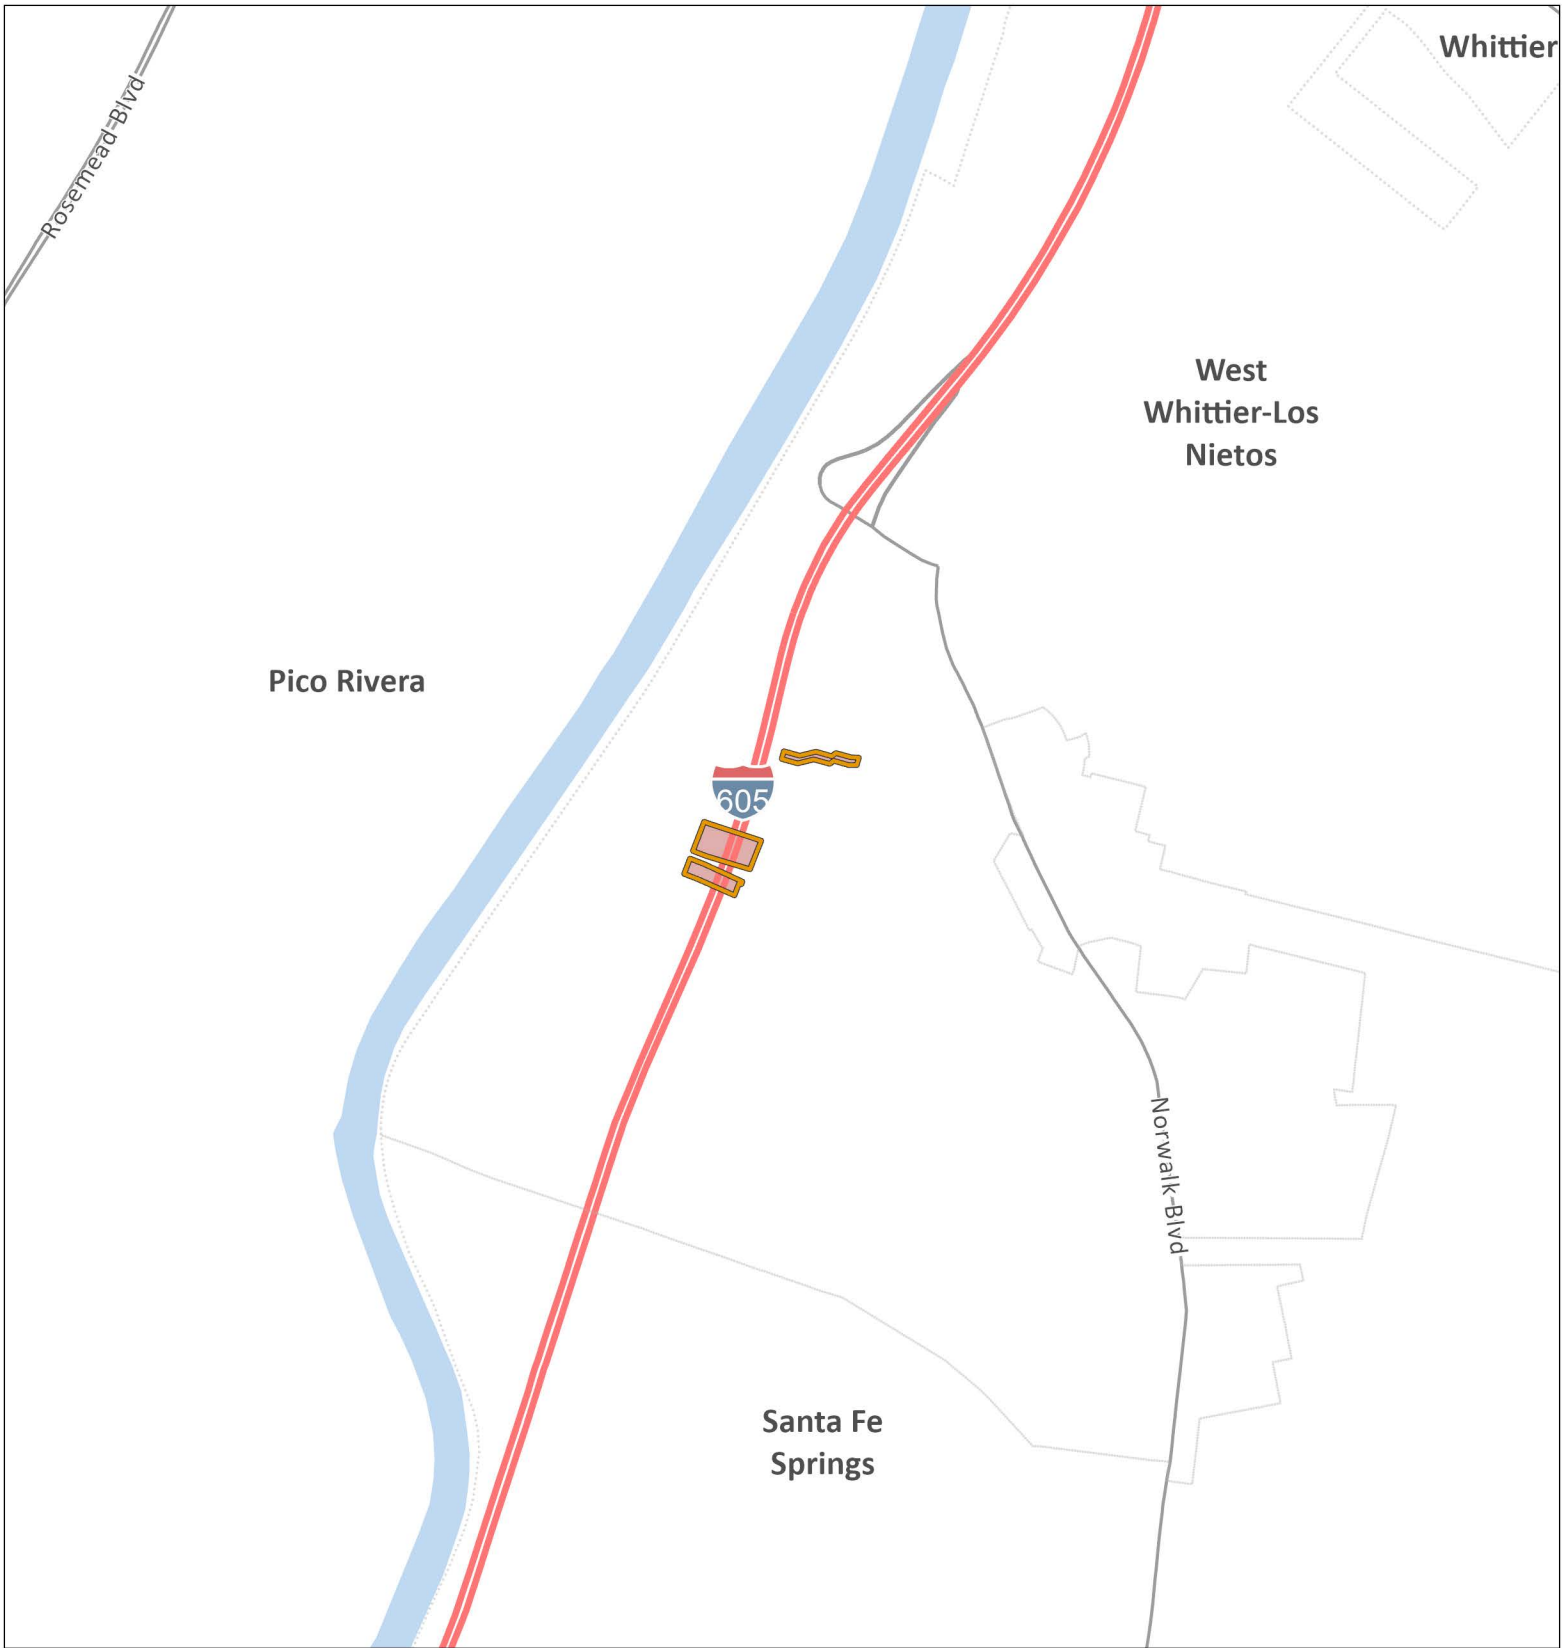 Whittier
Rosemead Blvd
West
Whittier-Los
Nietos
Pico Rivera
605
Norwalk Blvd
Santa Fe
Springs